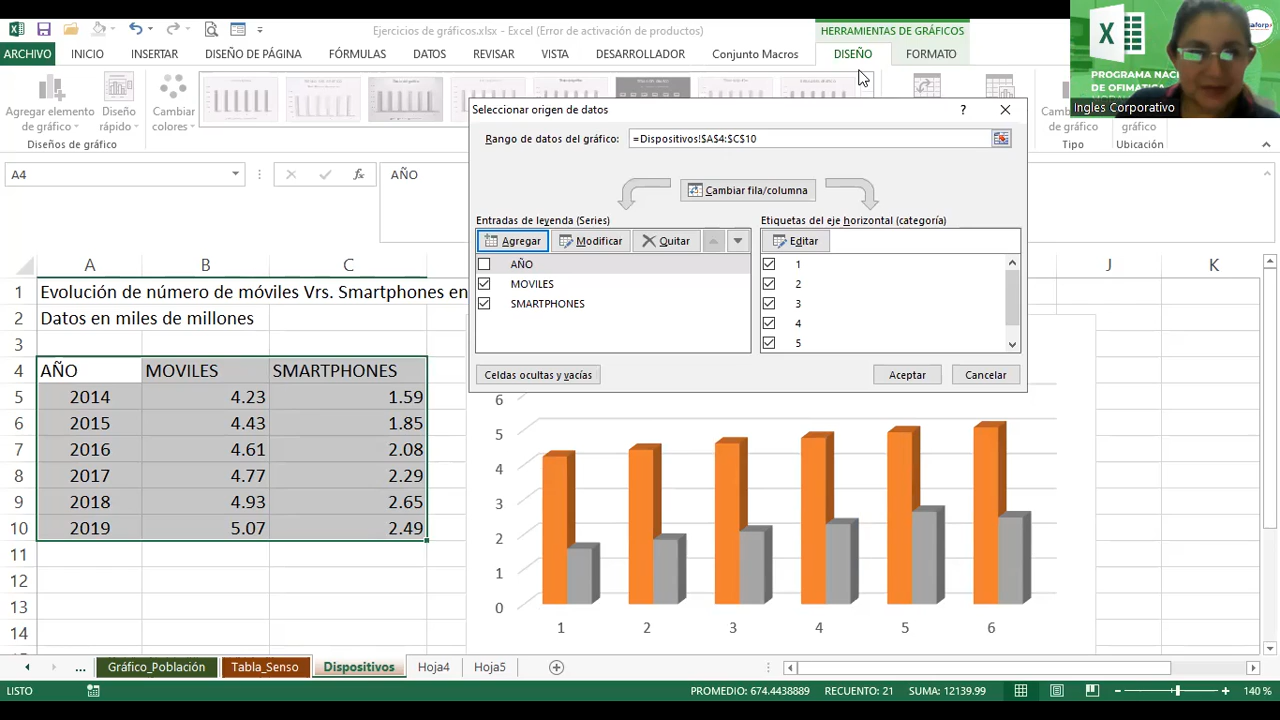 Ejercicios de gráficos.xlsx - Excel (Error de activación de productos)
HERRAMIENTAS DE GRÁFICOS
ARCHIVO INICIO INSERTAR DISEÑO DE PÁGINA FÓRMULAS DATOS REVISAR VISTA DESARROLLADOR Conjunto Macros DISEÑO FORMATO
PROGRAMA NAC
DE OFIMÁTICA
Ingles Corporativo
Agregar elemento
de gráfico
Diseño
rápido
Cambiar
colores
Diseños de gráfico
de gráfico
gráfico
Tipo
Ubicación
Seleccionar origen de datos
Rango de datos del gráfico: =Dispositivos!$A$4:$C$10
Cambiar fila/columna
Entradas de leyenda (Series)
Agregar Modificar Quitar
AÑO
MOVILES
SMARTPHONES
Etiquetas del eje horizontal (categoría)
Editar
1
2
3
4
5
Celdas ocultas y vacías
Aceptar Cancelar
A4 fx AÑO
A B C J K
1 Evolución de número de móviles Vrs. Smartphones en
2 Datos en miles de millones
3
4 AÑO MOVILES SMARTPHONES
5 2014 4.23 1.59
6 2015 4.43 1.85
7 2016 4.61 2.08
8 2017 4.77 2.29
9 2018 4.93 2.65
10 2019 5.07 2.49
11
12
13
14
6
5
4
3
2
1
0
1 2 3 4 5 6
... Gráfico_Población Tabla_Senso Dispositivos Hoja4 Hoja5
LISTO PROMEDIO: 674.4438889 RECUENTO: 21 SUMA: 12139.99 140 %